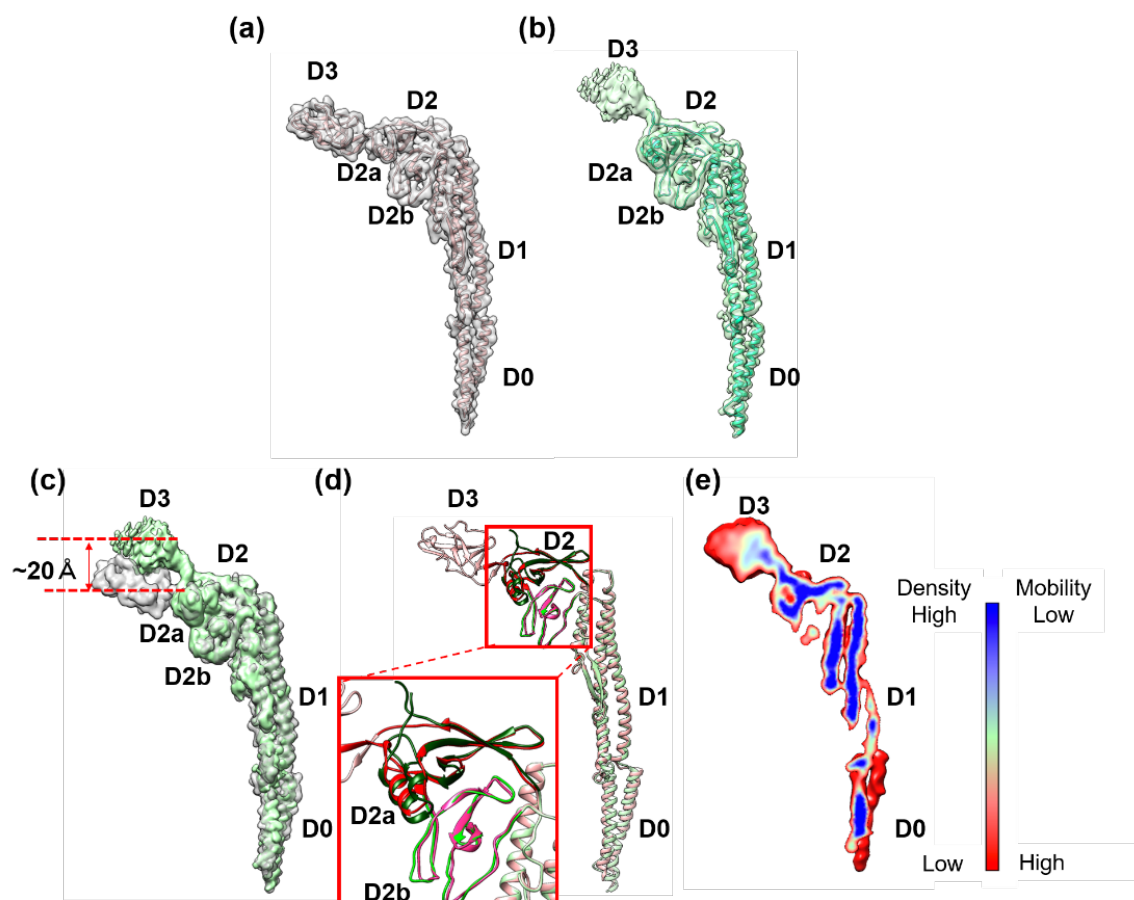 (a)
D3
D2
D2a
D2b
D1
D0
(b)
D3
D2
D2a
D2b
D1
D0
(c)
D3
D2
~20 Å
D2a
D2b
D1
D0
(d)
D3
D2
D1
D2a
D0
D2b
(e)
D3
D2
Density
High
Mobility
Low
D1
D0
Low
High